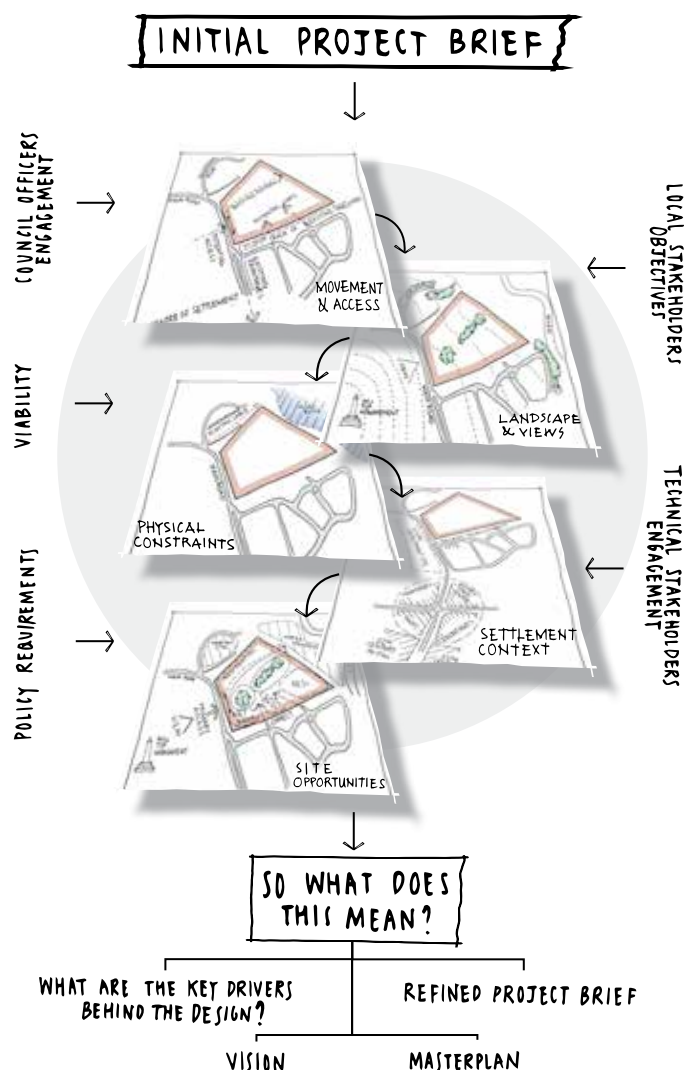 INITIAL PROJECT BRIEF
COUNCIL OFFICERS
ENGAGEMENT
LOCAL STAKEHOLDERS
OBJECTIVES
MOVEMENT
& ACCESS
VIABILITY
LANDSCAPE
& VIEWS
PHYSICAL
CONSTRAINTS
TECHNICAL STAKEHOLDERS
ENGAGEMENT
POLICY REQUIREMENTS
SETTLEMENT
CONTEXT
SITE
OPPORTUNITIES
SO WHAT DOES
THIS MEAN?
WHAT ARE THE KEY DRIVERS
BEHIND THE DESIGN?
REFINED PROJECT BRIEF
VISION
MASTERPLAN